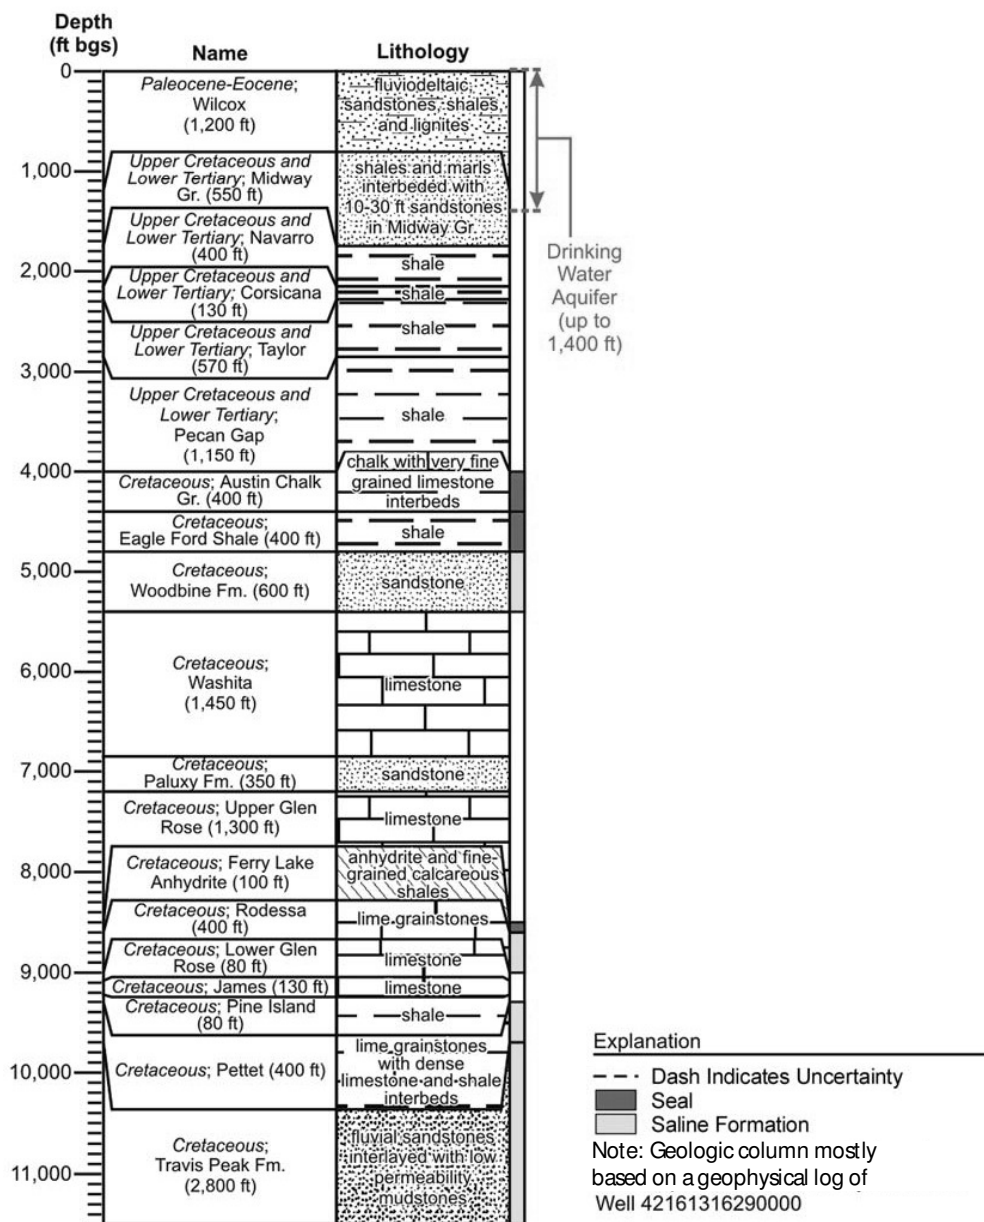 Depth
(ft bgs)
Name
Lithology
0
Paleocene-Eocene;
Wilcox
(1,200 ft)
fluviodeltaic
sandstones, shales,
and lignites
1,000
Upper Cretaceous and
Lower Tertiary; Midway
Gr. (550 ft)
shales and marls
interbeded with
10-30 ft sandstones
in Midway Gr.
Upper Cretaceous and
Lower Tertiary; Navarro
(400 ft)
shale
2,000
Upper Cretaceous and
Lower Tertiary; Corsicana
(130 ft)
shale
Upper Cretaceous and
Lower Tertiary; Taylor
(570 ft)
shale
Drinking
Water
Aquifer
(up to
1,400 ft)
3,000
Upper Cretaceous and
Lower Tertiary;
Pecan Gap
(1,150 ft)
shale
4,000
Cretaceous; Austin Chalk
Gr. (400 ft)
chalk with very fine
grained limestone
interbeds
Cretaceous;
Eagle Ford Shale (400 ft)
shale
5,000
Cretaceous;
Woodbine Fm. (600 ft)
sandstone
6,000
Cretaceous;
Washita
(1,450 ft)
limestone
7,000
Cretaceous;
Paluxy Fm. (350 ft)
sandstone
Cretaceous; Upper Glen
Rose (1,300 ft)
limestone
8,000
Cretaceous; Ferry Lake
Anhydrite (100 ft)
anhydrite and fine-
grained calcareous
shales
Cretaceous; Rodessa
(400 ft)
lime grainstones
Cretaceous; Lower Glen
Rose (80 ft)
limestone
9,000
Cretaceous; James (130 ft)
limestone
Cretaceous; Pine Island
(80 ft)
shale
10,000
Cretaceous; Pettet (400 ft)
lime grainstones
with dense
limestone and shale
interbeds
11,000
Cretaceous;
Travis Peak Fm.
(2,800 ft)
fluvial sandstones
interlayed with low
permeability
mudstones
Explanation
Dash Indicates Uncertainty
Seal
Saline Formation
Note: Geologic column mostly
based on a geophysical log of
Well 42161316290000